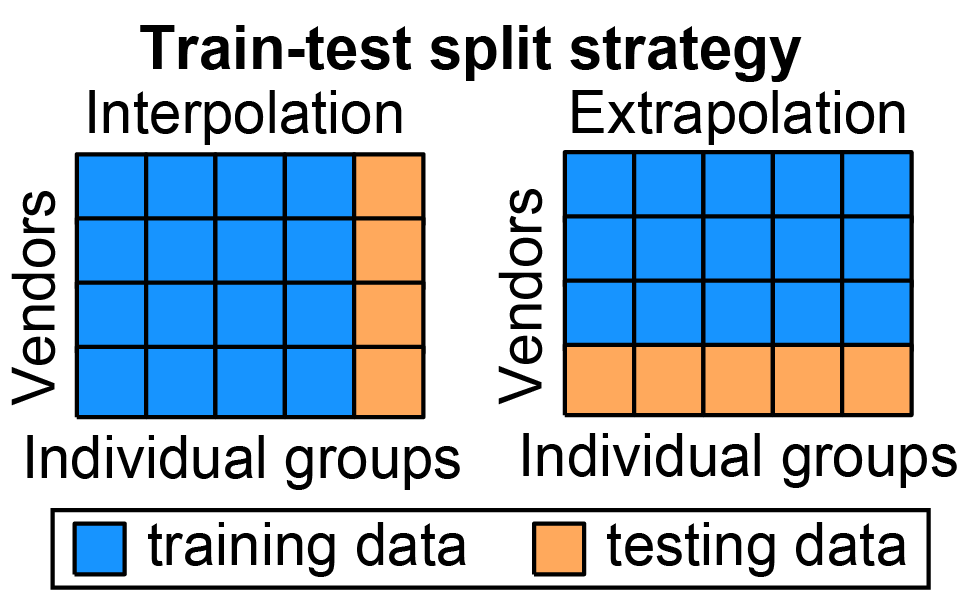 Train-test split strategy
Interpolation
Extrapolation
Vendors
Vendors
Individual groups
Individual groups
training data
testing data